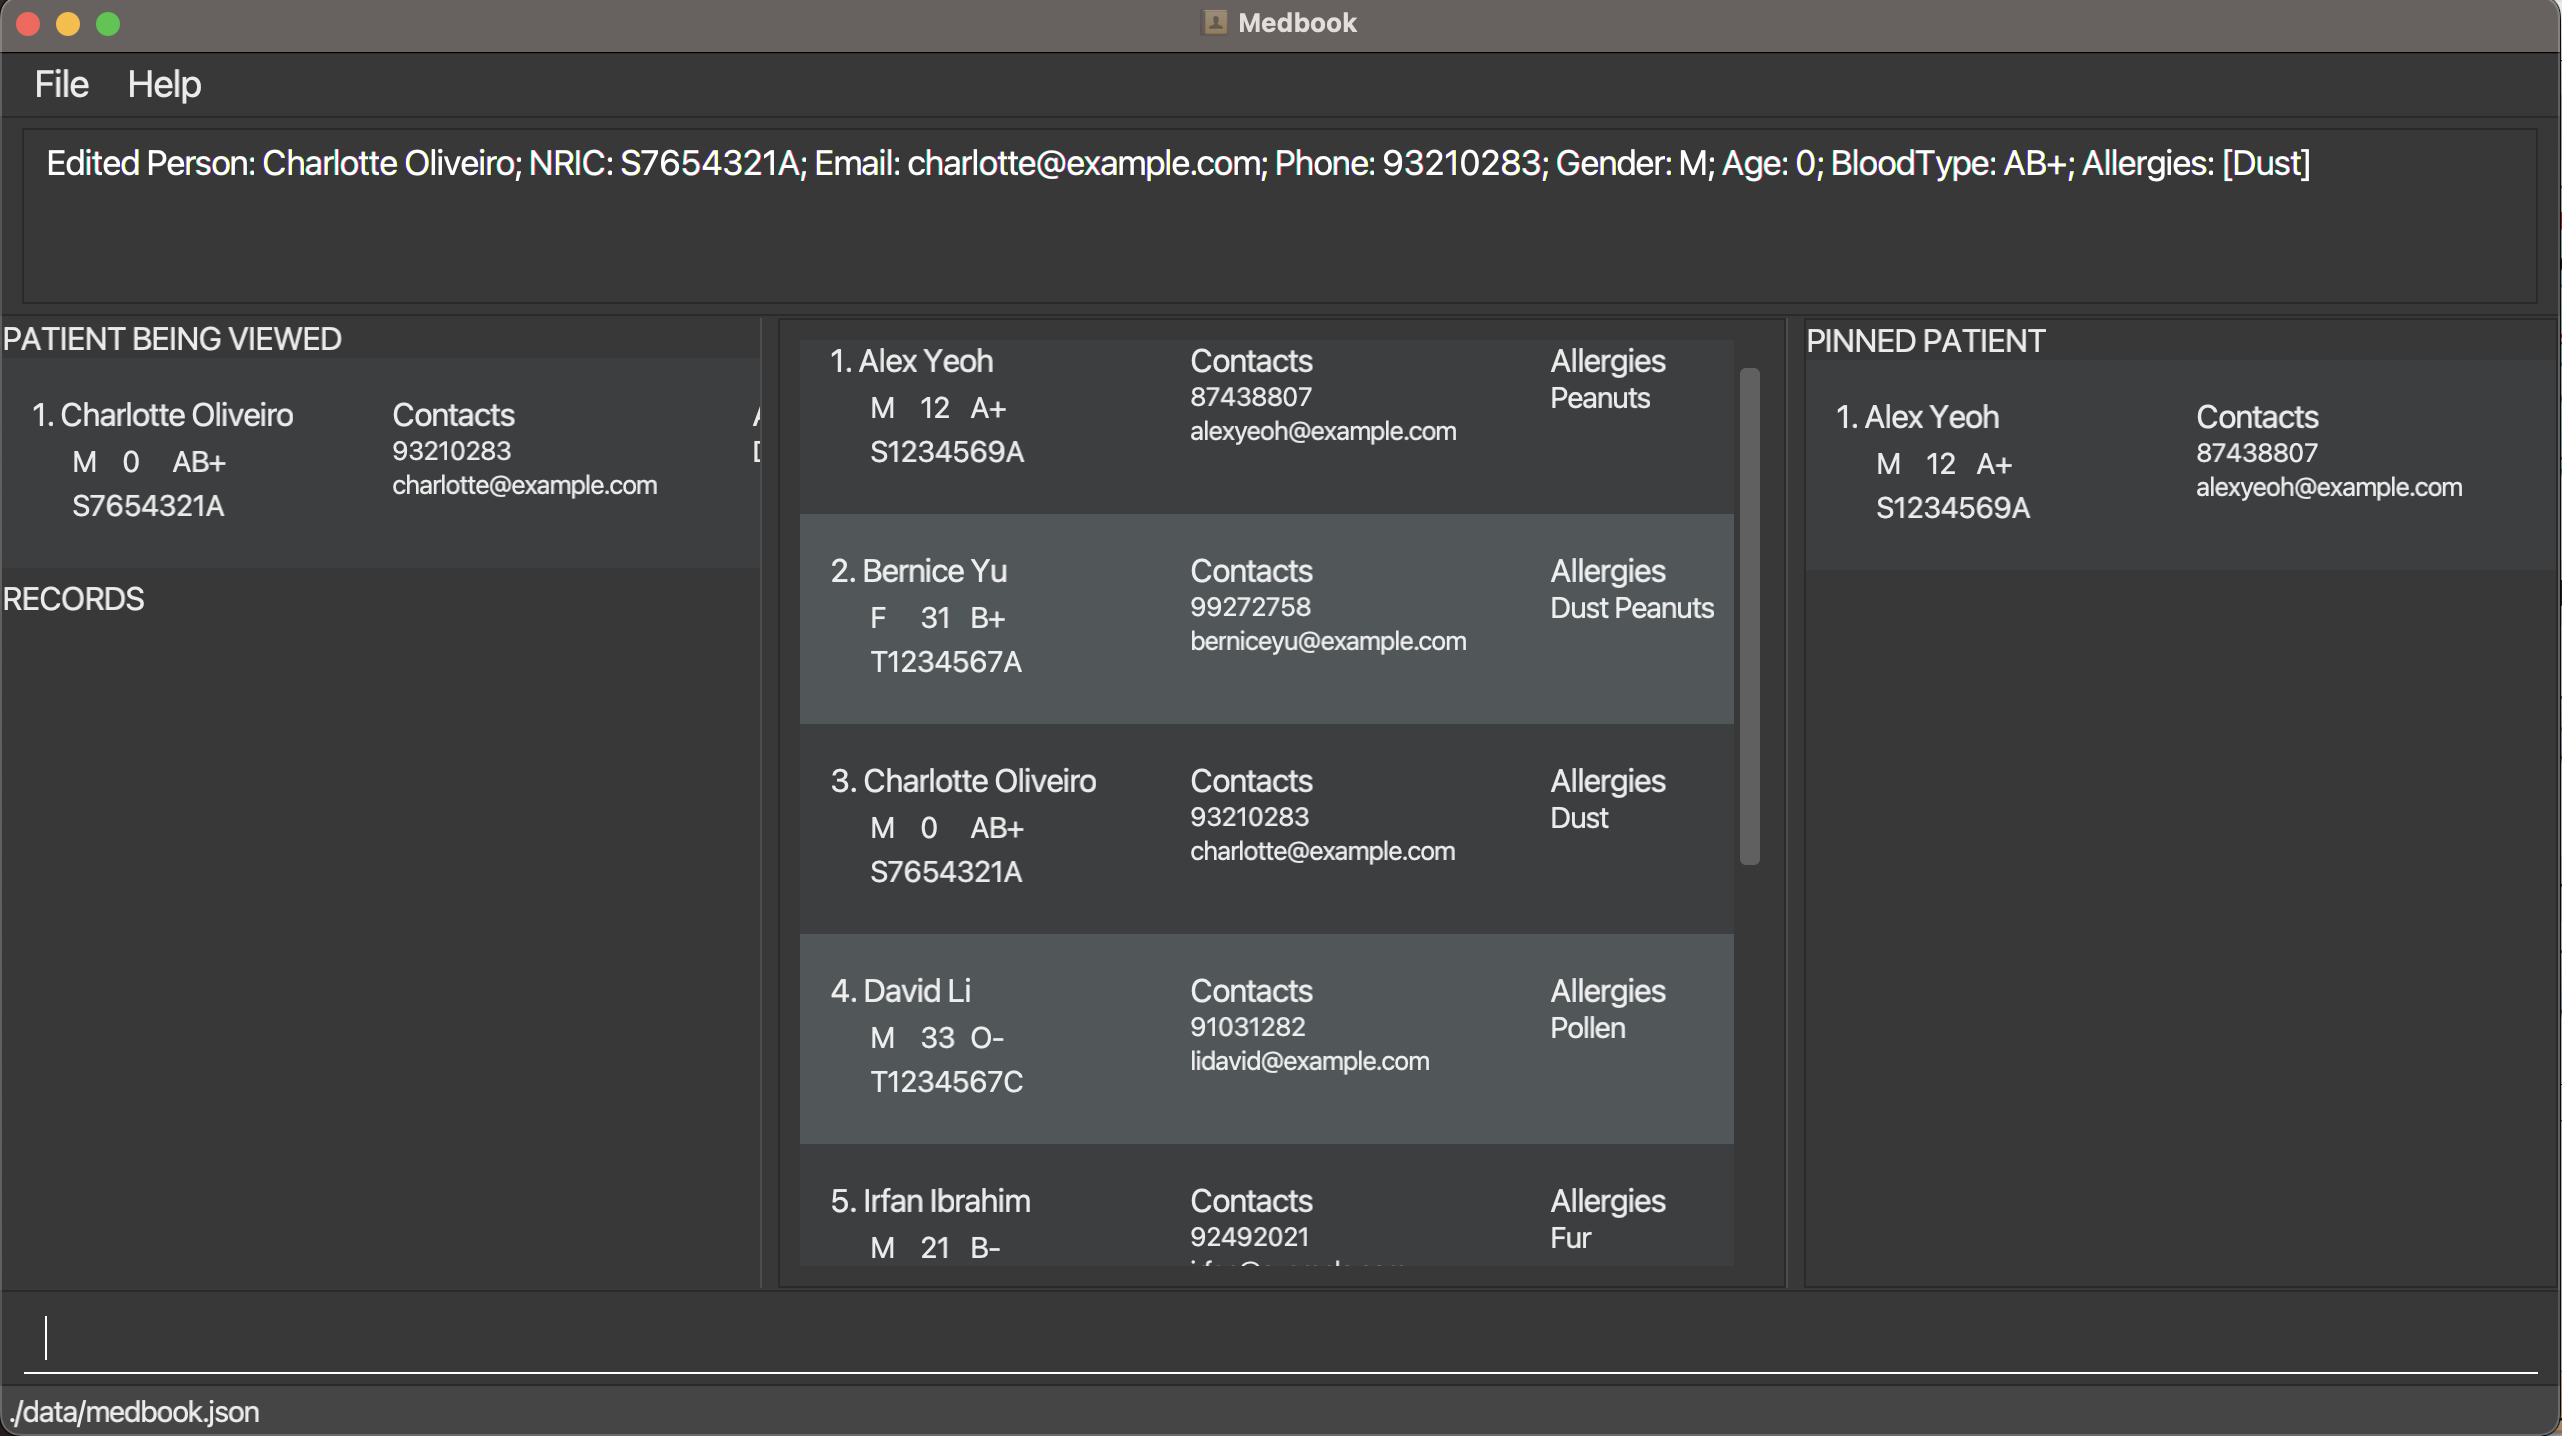 Medbook
File Help
Edited Person: Charlotte Oliveiro; NRIC: S7654321A; Email: charlotte@example.com; Phone: 93210283; Gender: M; Age: 0; BloodType: AB+; Allergies: [Dust]
PATIENT BEING VIEWED
1. Charlotte Oliveiro
M 0 AB+
S7654321A
Contacts
93210283
charlotte@example.com
RECORDS
1. Alex Yeoh
M 12 A+
S1234569A
Contacts
87438807
alexyeoh@example.com
Allergies
Peanuts
2. Bernice Yu
F 31 B+
T1234567A
Contacts
99272758
berniceyu@example.com
Allergies
Dust Peanuts
3. Charlotte Oliveiro
M 0 AB+
S7654321A
Contacts
93210283
charlotte@example.com
Allergies
Dust
4. David Li
M 33 O-
T1234567C
Contacts
91031282
lidavid@example.com
Allergies
Pollen
5. Irfan Ibrahim
M 21 B-
Contacts
92492021
Allergies
Fur
PINNED PATIENT
1. Alex Yeoh
M 12 A+
S1234569A
Contacts
87438807
alexyeoh@example.com
./data/medbook.json